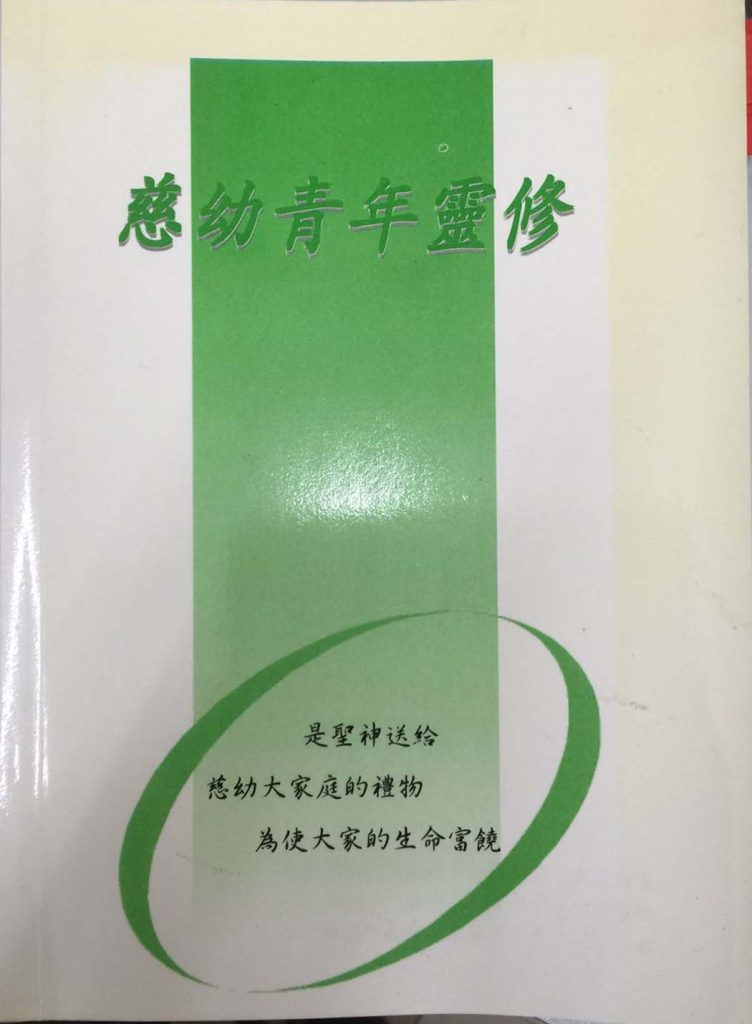 慈幼青年靈修
是聖神送給
慈幼大家庭的禮物
為使大家的生命富饒